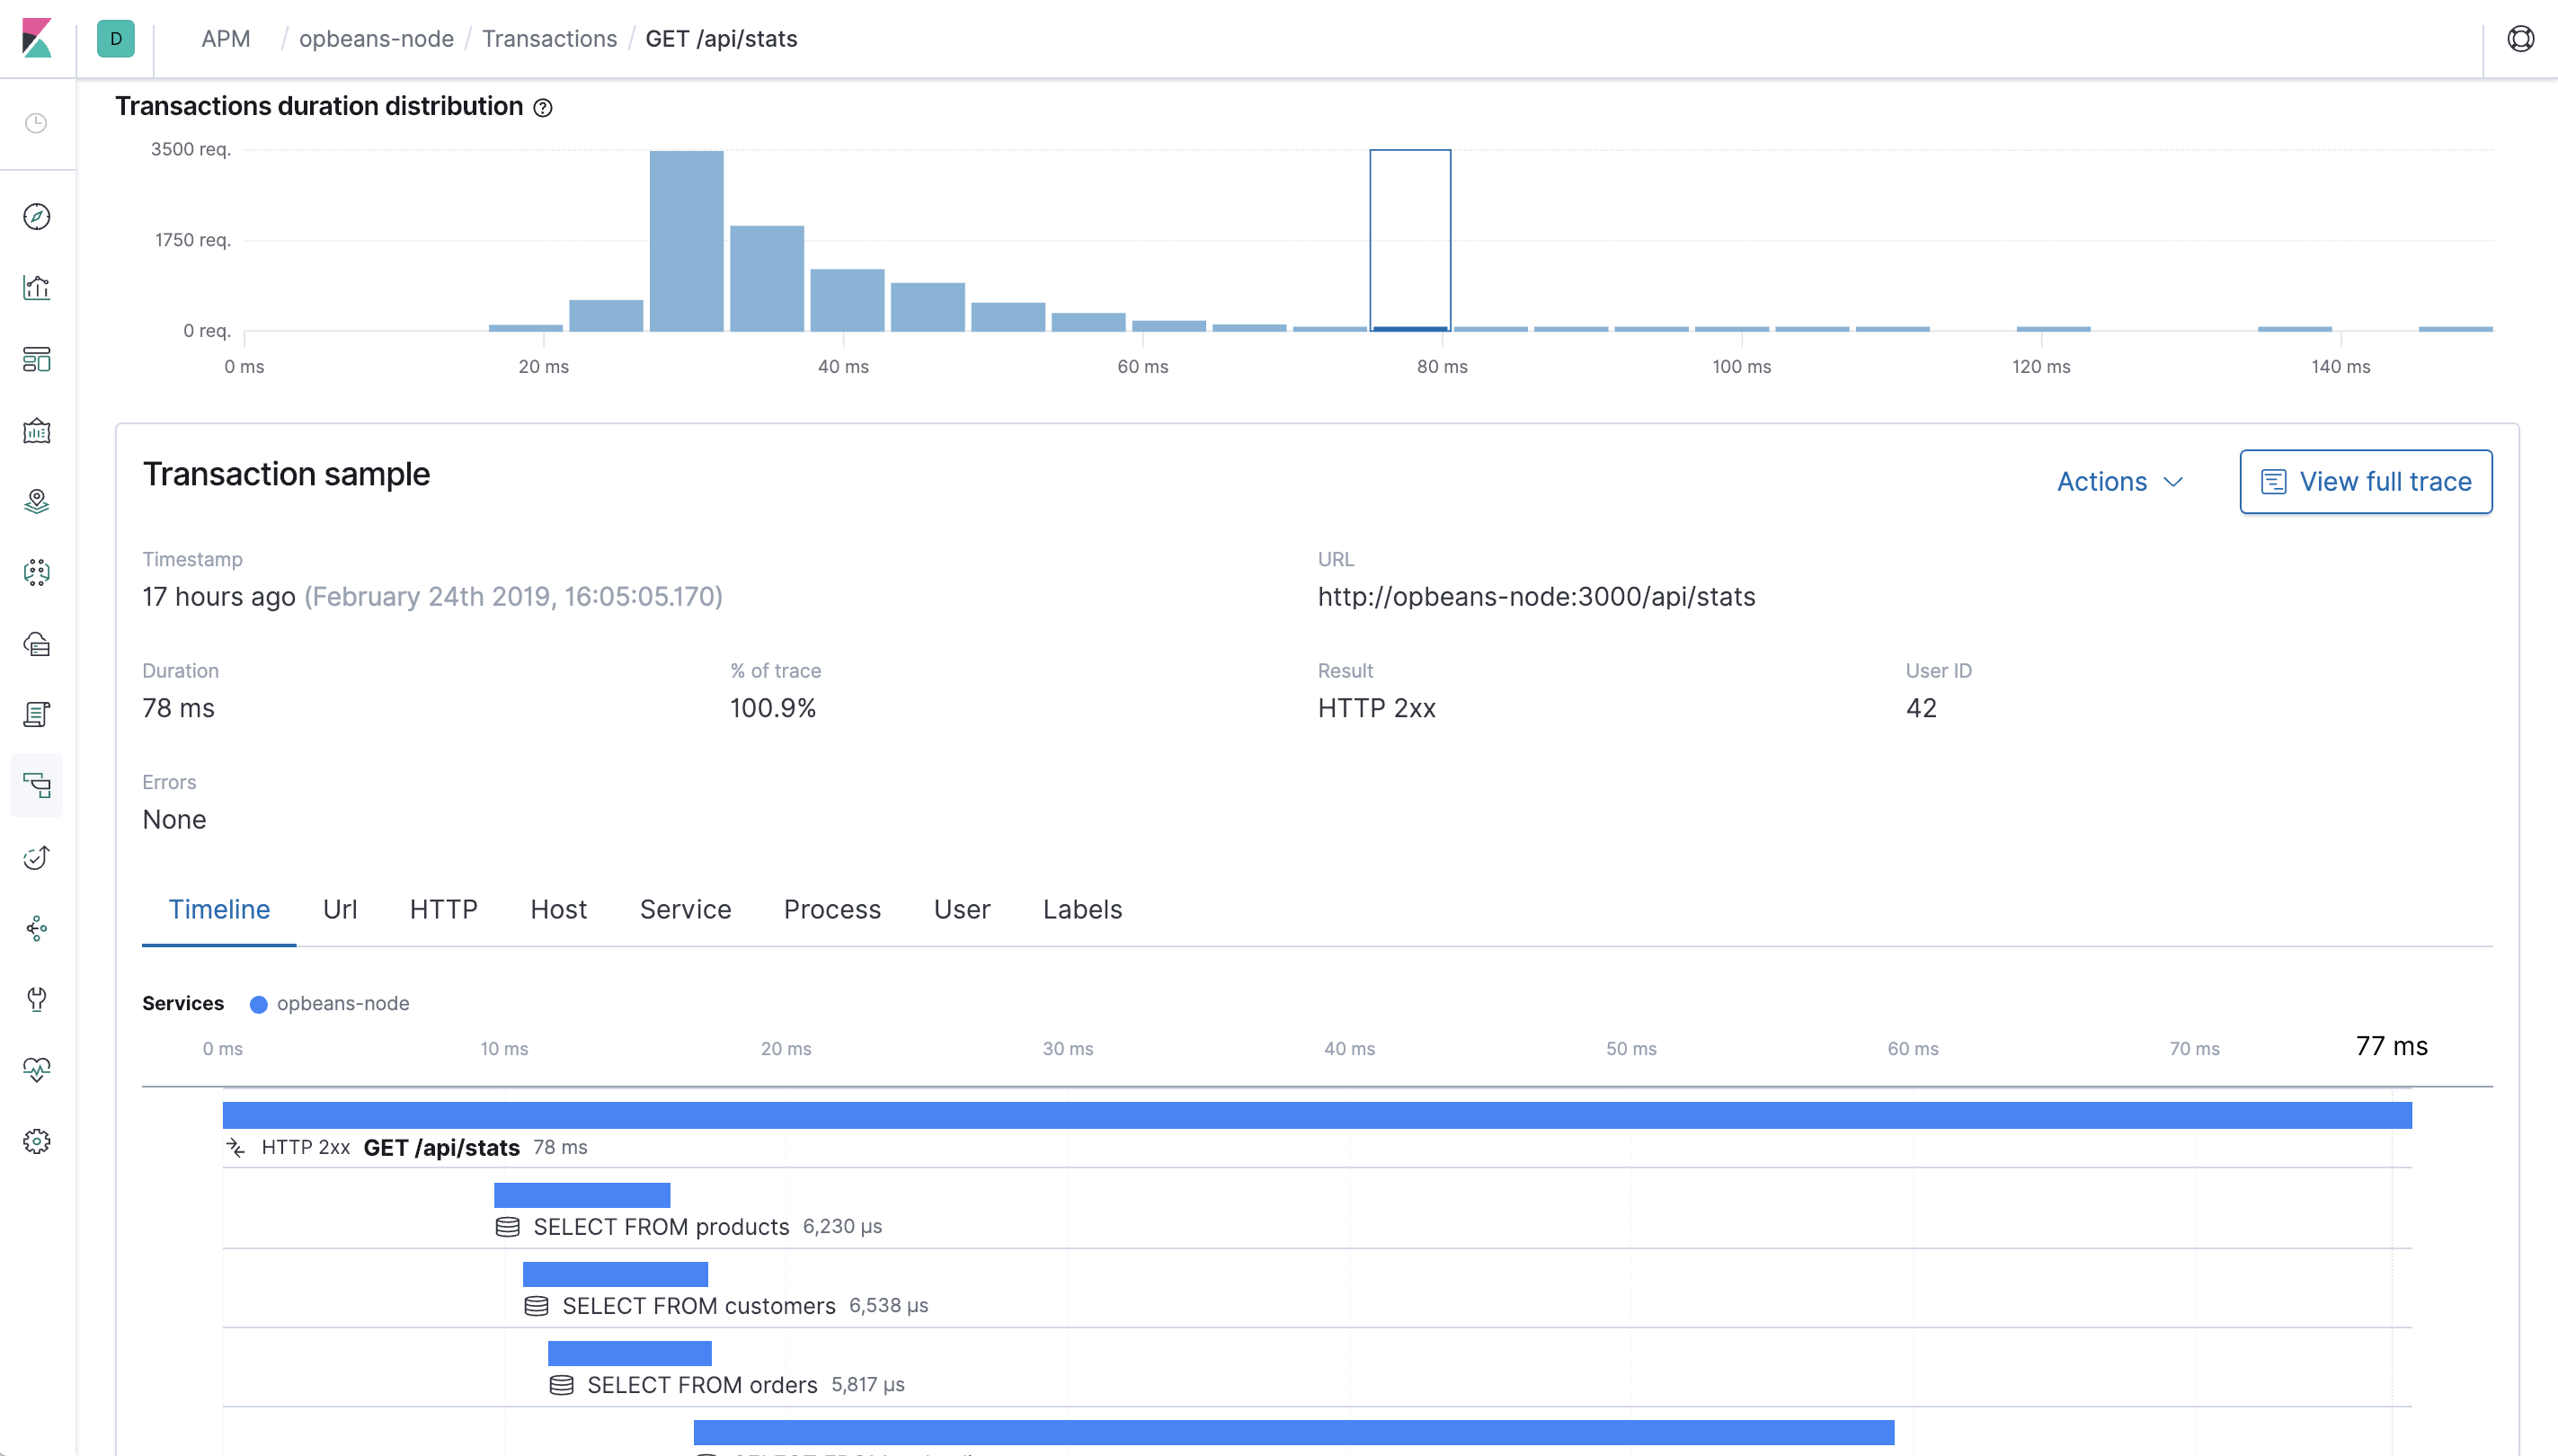 D APM / opbeans-node / Transactions / GET /api/stats
Transactions duration distribution ?
3500 req.
1750 req.
0 req.
0 ms 20 ms 40 ms 60 ms 80 ms 100 ms 120 ms 140 ms
Transaction sample Actions View full trace
Timestamp URL
17 hours ago (February 24th 2019, 16:05:05.170) http://opbeans-node:3000/api/stats
Duration % of trace Result User ID
78 ms 100.9% HTTP 2xx 42
Errors
None
Timeline Url HTTP Host Service Process User Labels
Services opbeans-node
0 ms 10 ms 20 ms 30 ms 40 ms 50 ms 60 ms 70 ms 77 ms
HTTP 2xx GET /api/stats 78 ms
SELECT FROM products 6,230 μs
SELECT FROM customers 6,538 μs
SELECT FROM orders 5,817 μs